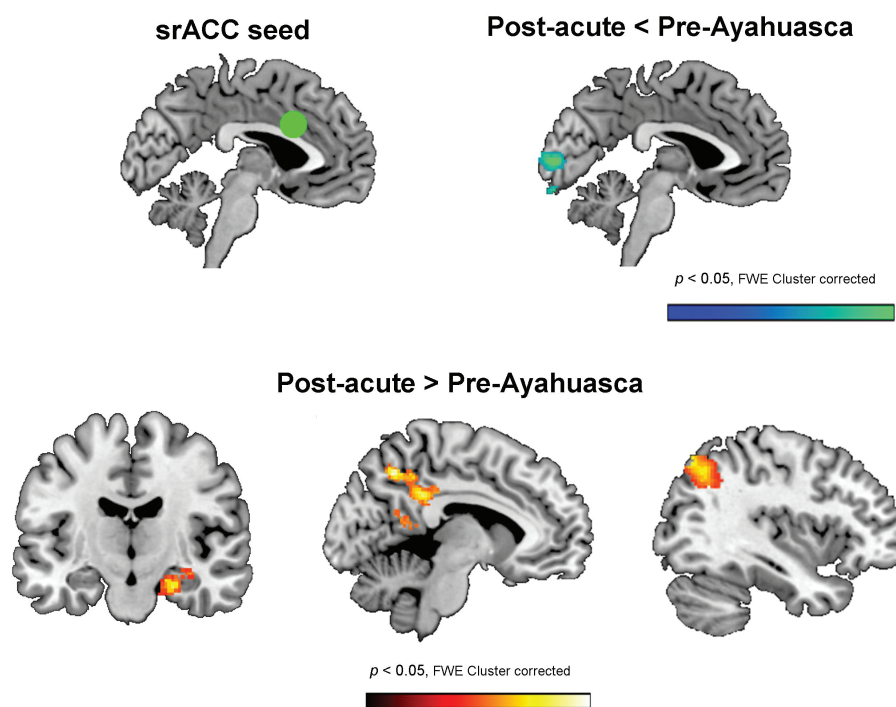 srACC seed
Post-acute < Pre-Ayahuasca
p < 0.05, FWE Cluster corrected
Post-acute > Pre-Ayahuasca
p < 0.05, FWE Cluster corrected